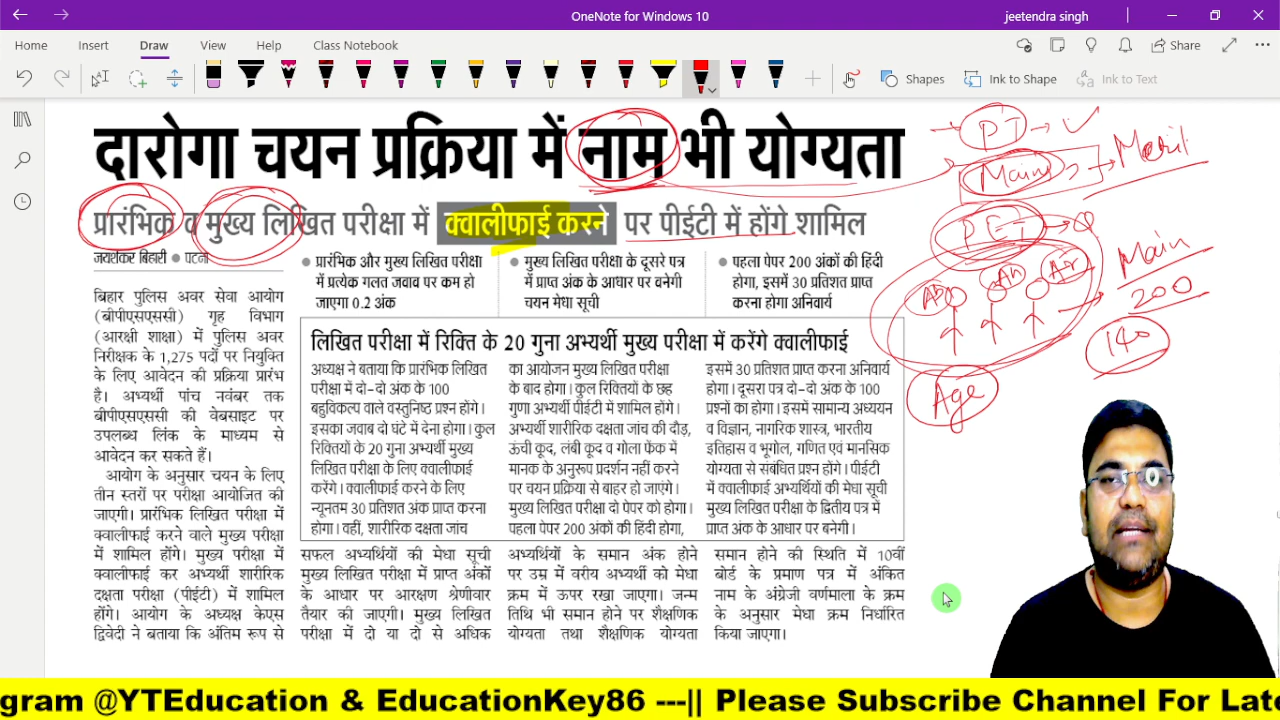 OneNote for Windows 10
jeetendra singh
Home Insert Draw View Help Class Notebook
Share
Shapes Ink to Shape Ink to Text
दारोगा चयन प्रक्रिया में नाम भी योग्यता
प्रारंभिक व मुख्य लिखित परीक्षा में क्वालीफाई करने पर पीईटी में होंगे शामिल
जयशंकर बिहारी ● पटना
बिहार पुलिस अवर सेवा आयोग
(बीपीएसएससी) गृह विभाग
(आरक्षी शाक्षा) में पुलिस अवर
निरीक्षक के 1,275 पदों पर नियुक्ति
के लिए आवेदन की प्रक्रिया प्रारंभ
है। अभ्यर्थी पांच नवंबर तक
बीपीएसएससी की वेबसाइट पर
उपलब्ध लिंक के माध्यम से
आवेदन कर सकते हैं।
आयोग के अनुसार चयन के लिए
तीन स्तरों पर परीक्षा आयोजित की
जाएगी। प्रारंभिक लिखित परीक्षा में
क्वालीफाई करने वाले मुख्य परीक्षा
में शामिल होंगे। मुख्य परीक्षा में
क्वालीफाई कर अभ्यर्थी शारीरिक
दक्षता परीक्षा (पीईटी) में शामिल
होंगे। आयोग के अध्यक्ष केएस
द्विवेदी ने बताया कि अंतिम रूप से
● प्रारंभिक और मुख्य लिखित परीक्षा
में प्रत्येक गलत जवाब पर कम हो
जाएगा 0.2 अंक
● मुख्य लिखित परीक्षा के दूसरे पत्र
में प्राप्त अंक के आधार पर बनेगी
चयन मेधा सूची
● पहला पेपर 200 अंकों की हिंदी
होगा, इसमें 30 प्रतिशत प्राप्त
करना होगा अनिवार्य
लिखित परीक्षा में रिक्ति के 20 गुना अभ्यर्थी मुख्य परीक्षा में करेंगे क्वालीफाई
अध्यक्ष ने बताया कि प्रारंभिक लिखित
परीक्षा में दो-दो अंक के 100
बहुविकल्प वाले वस्तुनिष्ठ प्रश्न होंगे।
इसका जवाब दो घंटे में देना होगा। कुल
रिक्तियों के 20 गुना अभ्यर्थी मुख्य
लिखित परीक्षा के लिए क्वालीफाई
करेंगे। क्वालीफाई करने के लिए
न्यूनतम 30 प्रतिशत अंक प्राप्त करना
होगा। वहीं, शारीरिक दक्षता जांच
का आयोजन मुख्य लिखित परीक्षा
के बाद होगा। कुल रिक्तियों के छह
गुणा अभ्यर्थी पीईटी में शामिल होंगे।
अभ्यर्थी शारीरिक दक्षता जांच की दौड़,
ऊंची कूद, लंबी कूद व गोला फेंक में
मानक के अनुरूप प्रदर्शन नहीं करने
पर चयन प्रक्रिया से बाहर हो जाएंगे।
मुख्य लिखित परीक्षा दो पेपर को होगा।
पहला पेपर 200 अंकों की हिंदी होगा,
इसमें 30 प्रतिशत प्राप्त करना अनिवार्य
होगा। दूसरा पत्र दो-दो अंक के 100
प्रश्नों का होगा। इसमें सामान्य अध्ययन
व विज्ञान, नागरिक शास्त्र, भारतीय
इतिहास व भूगोल, गणित एवं मानसिक
योग्यता से संबंधित प्रश्न होंगे। पीईटी
में क्वालीफाई अभ्यर्थियों की मेधा सूची
मुख्य लिखित परीक्षा के द्वितीय पत्र में
प्राप्त अंक के आधार पर बनेगी।
सफल अभ्यर्थियों की मेधा सूची
मुख्य लिखित परीक्षा में प्राप्त अंकों
के आधार पर आरक्षण श्रेणीवार
तैयार की जाएगी। मुख्य लिखित
परीक्षा में दो या दो से अधिक
अभ्यर्थियों के समान अंक होने
पर उम्र में वरीय अभ्यर्थी को मेधा
क्रम में ऊपर रखा जाएगा। जन्म
तिथि भी समान होने पर शैक्षणिक
योग्यता तथा शैक्षणिक योग्यता
समान होने की स्थिति में 10वीं
बोर्ड के प्रमाण पत्र में अंकित
नाम के अंग्रेजी वर्णमाला के क्रम
के अनुसार मेधा क्रम निर्धारित
किया जाएगा।
PT
Mains
Merit
PET Q
Main
200
140
Ab An Ar
Age
gram @YTEducation & EducationKey86 ---|| Please Subscribe Channel For Late